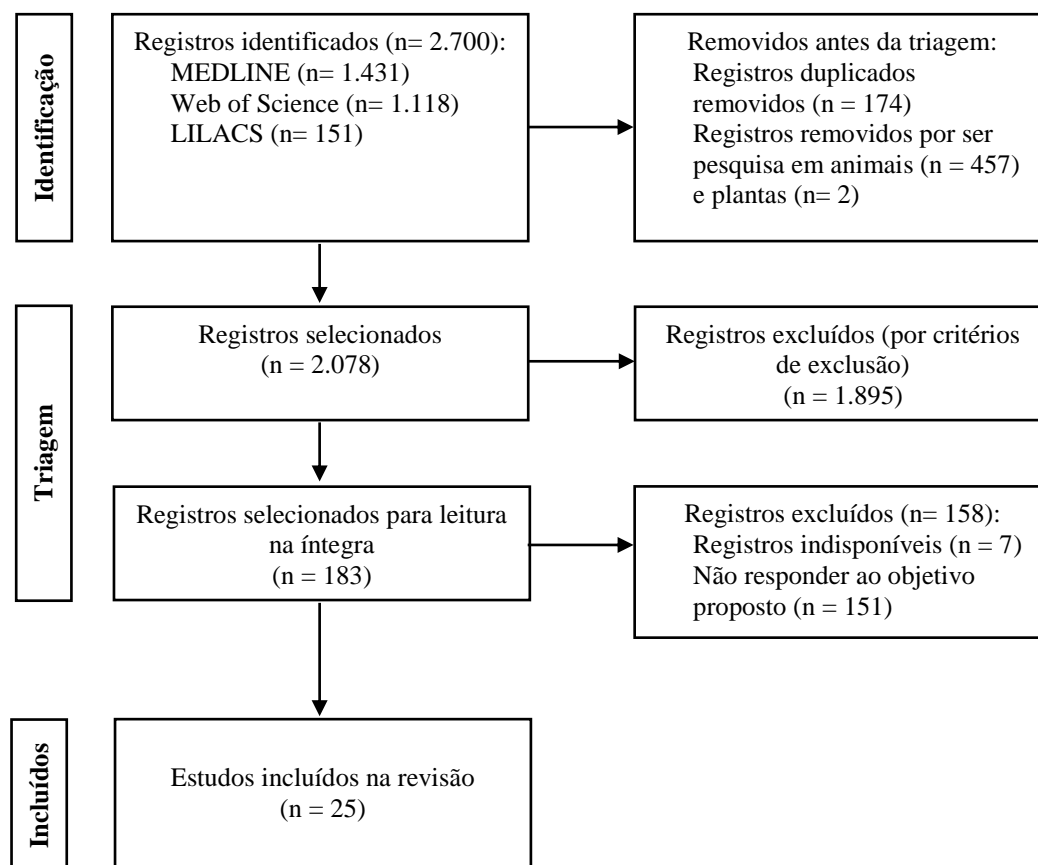 Identificação
Registros identificados (n= 2.700):
MEDLINE (n= 1.431)
Web of Science (n= 1.118)
LILACS (n= 151)
Removidos antes da triagem:
Registros duplicados
removidos (n = 174)
Registros removidos por ser
pesquisa em animais (n = 457)
e plantas (n= 2)
Triagem
Registros selecionados
(n = 2.078)
Registros excluídos (por critérios
de exclusão)
(n = 1.895)
Registros selecionados para leitura
na íntegra
(n = 183)
Registros excluídos (n= 158):
Registros indisponíveis (n = 7)
Não responder ao objetivo
proposto (n = 151)
Incluídos
Estudos incluídos na revisão
(n = 25)